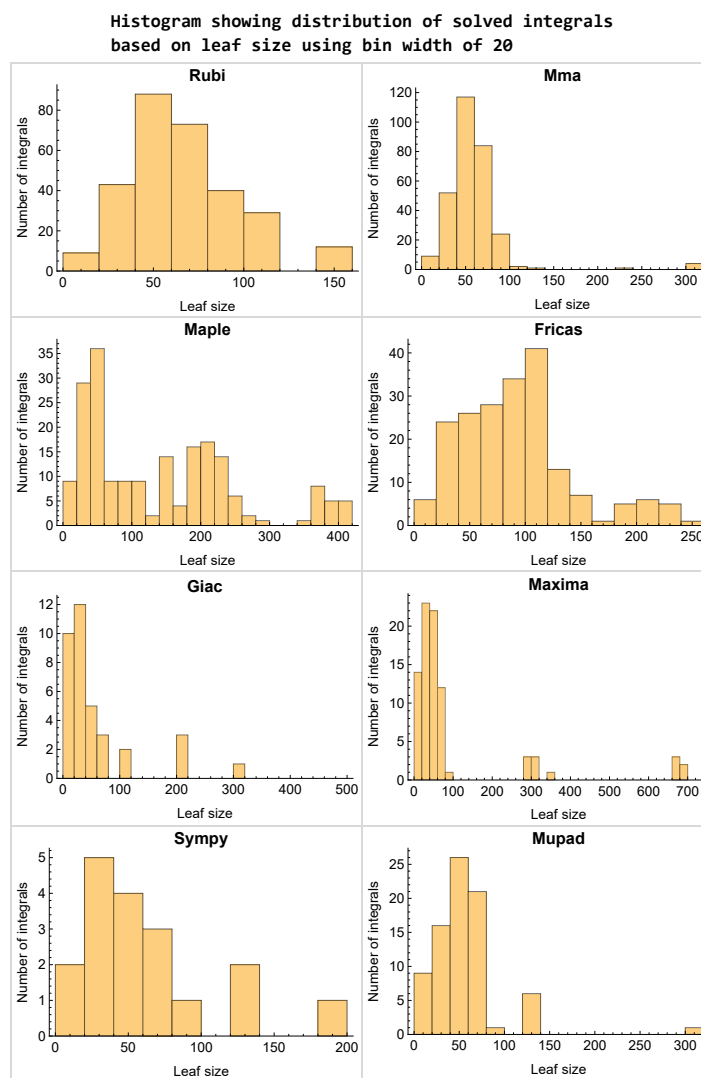 Histogram showing distribution of solved integrals
based on leaf size using bin width of 20
Rubi
Number of integrals
80
60
40
20
0
0 50 100 150
Leaf size
Mma
Number of integrals
120
100
80
60
40
20
0
0 50 100 150 200 250 300
Leaf size
Maple
Number of integrals
35
30
25
20
15
10
5
0
0 100 200 300 400
Leaf size
Fricas
Number of integrals
40
30
20
10
0
0 50 100 150 200 250
Leaf size
Giac
Number of integrals
12
10
8
6
4
2
0
0 100 200 300 400 500
Leaf size
Maxima
Number of integrals
20
15
10
5
0
0 100 200 300 400 500 600 700
Leaf size
Sympy
Number of integrals
5
4
3
2
1
0
0 50 100 150 200
Leaf size
Mupad
Number of integrals
25
20
15
10
5
0
0 50 100 150 200 250 300
Leaf size